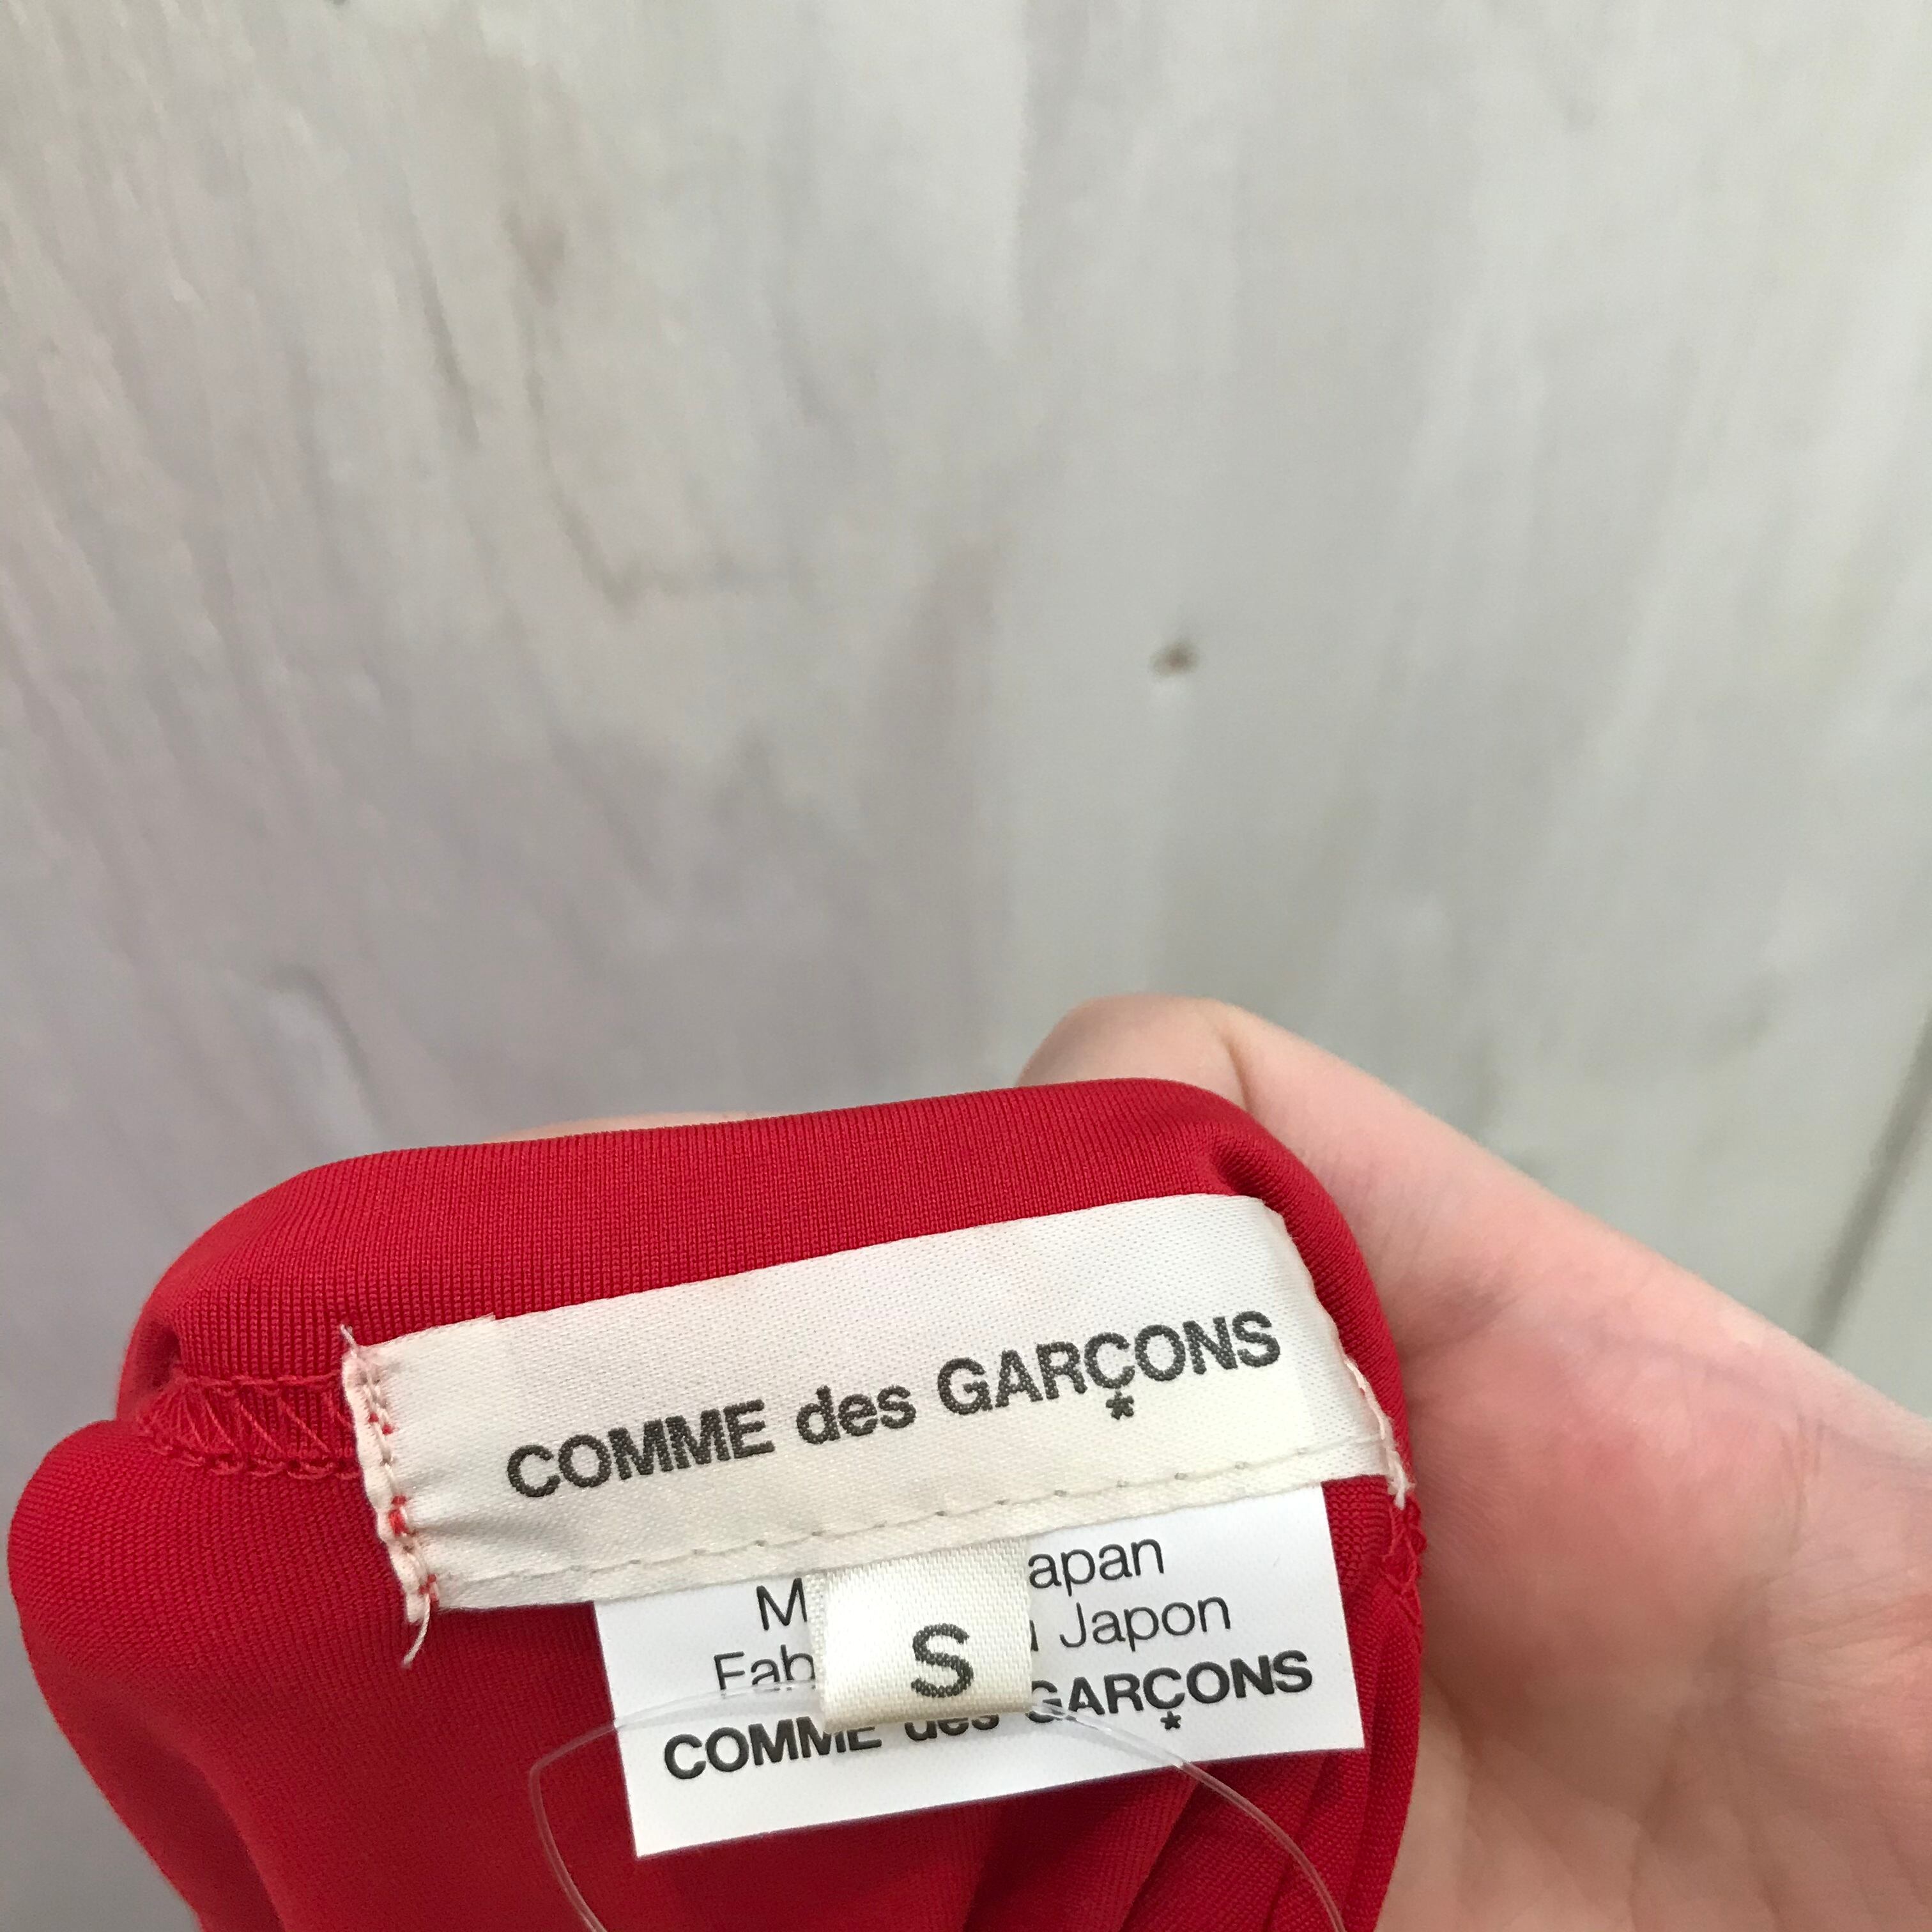 COMME des GARÇONS
*
M apan
Fab Japon
S
COMME des GARÇONS
*